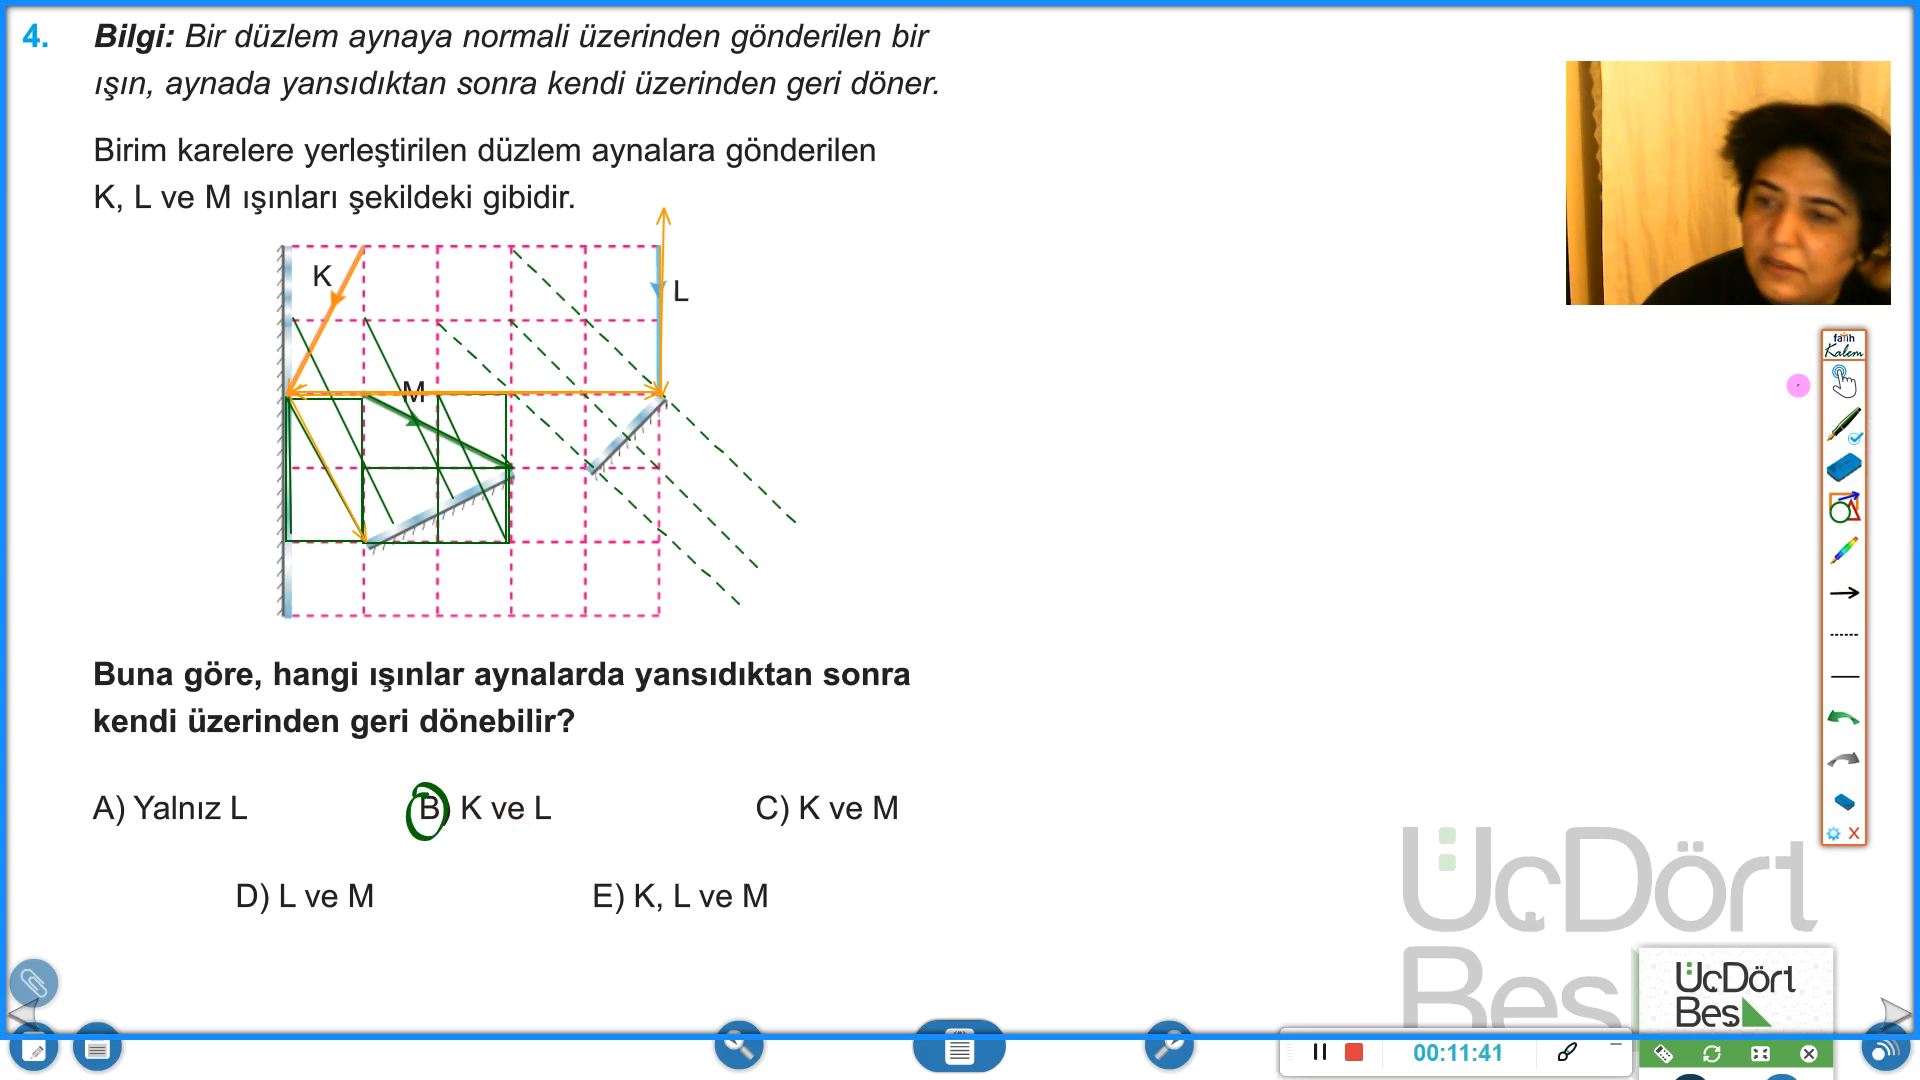 4. Bilgi: Bir düzlem aynaya normali üzerinden gönderilen bir
ışın, aynada yansıdıktan sonra kendi üzerinden geri döner.
Birim karelere yerleştirilen düzlem aynalara gönderilen
K, L ve M ışınları şekildeki gibidir.
K
L
M
Buna göre, hangi ışınlar aynalarda yansıdıktan sonra
kendi üzerinden geri dönebilir?
A) Yalnız L
B) K ve L
C) K ve M
D) L ve M
E) K, L ve M
fatih
Kalem
X
ÜçDört
Beş
ÜçDört
Beş
00:11:41